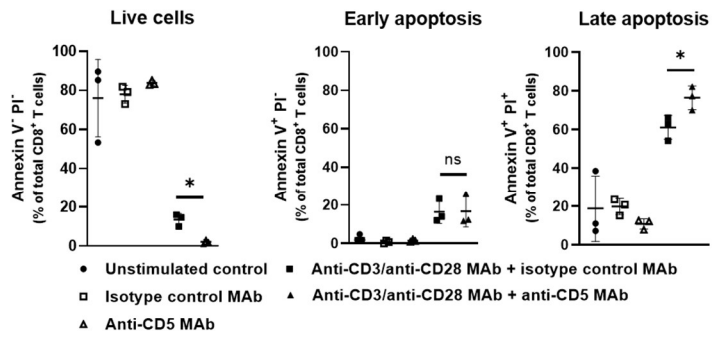 Live cells
Annexin V⁻ PI⁻
(% of total CD8⁺ T cells)
100
80
60
40
20
0
*
Early apoptosis
Annexin V⁺ PI⁻
(% of total CD8⁺ T cells)
100
80
60
40
20
0
ns
Late apoptosis
Annexin V⁺ PI⁺
(% of total CD8⁺ T cells)
100
80
60
40
20
0
*
Unstimulated control
Isotype control MAb
Anti-CD5 MAb
Anti-CD3/anti-CD28 MAb + isotype control MAb
Anti-CD3/anti-CD28 MAb + anti-CD5 MAb